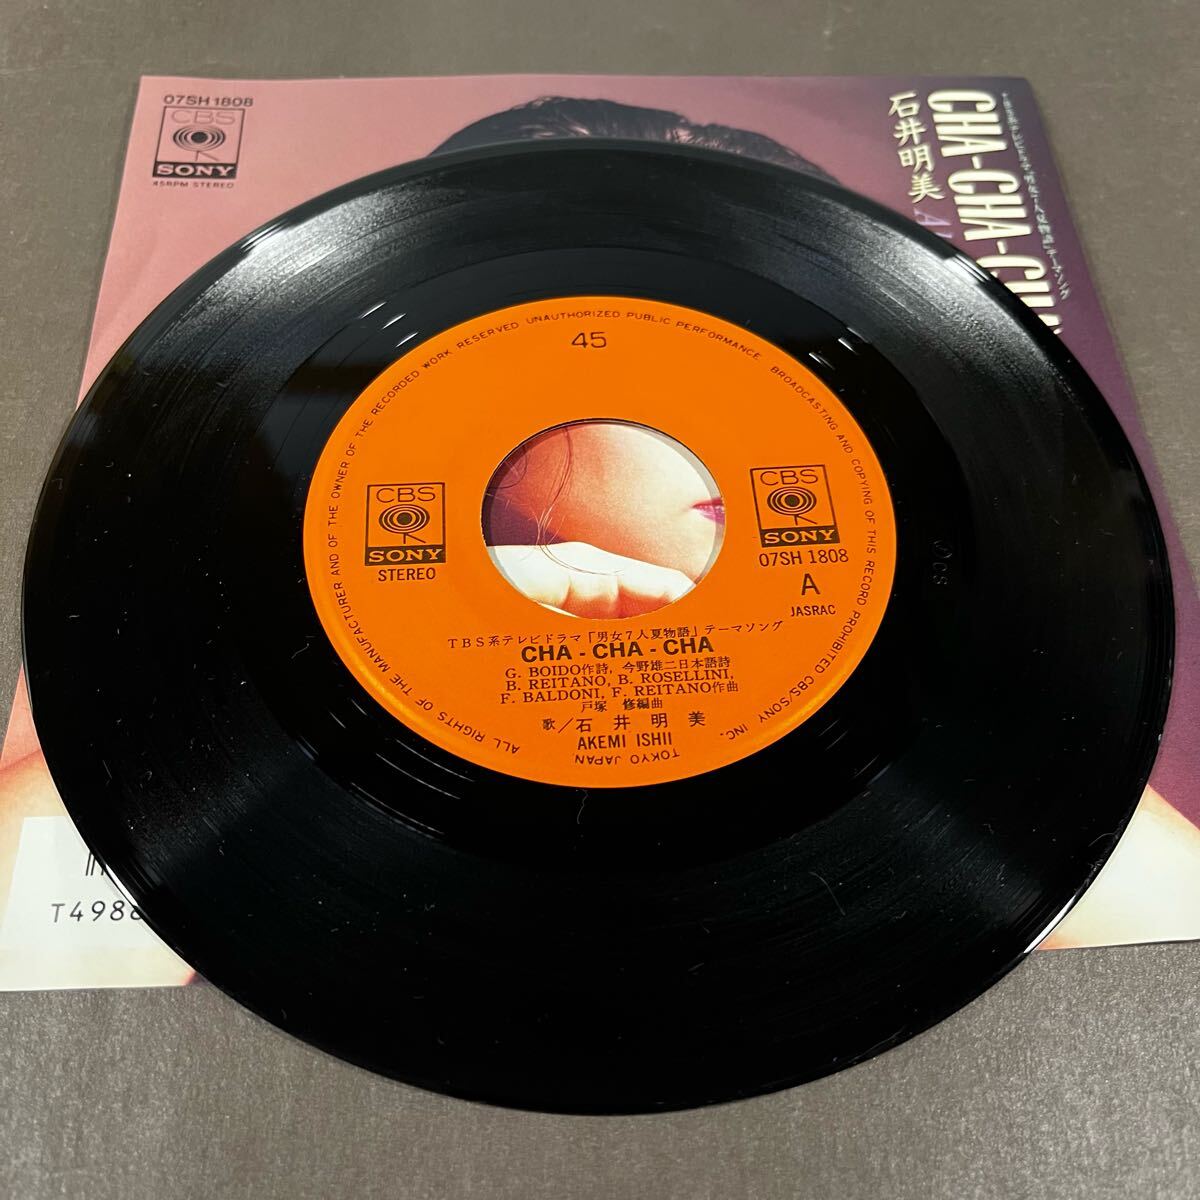 07SH 1808
CBS
SONY
45RPM STEREO
石井明美
CHA-CHA-CH
45
ALL RIGHTS OF THE MANUFACTURER AND OF THE OWNER OF THE RECORDED WORK RESERVED UNAUTHORIZED PUBLIC PERFORMANCE. BROADCASTING AND COPYING OF THIS RECORD PROHIBITED CBS/SONY INC.
TOKYO JAPAN
CBS
SONY
STEREO
CBS
SONY
07SH 1808
A
JASRAC
TBS系テレビドラマ「男女7人夏物語」テーマソング
CHA - CHA - CHA
G. BOIDO作詩, 今野雄二日本語詩
B. REITANO, B. ROSELLINI,
F. BALDONI, F. REITANO作曲
戸塚 修編曲
歌/石井明美
AKEMI ISHII
T4988